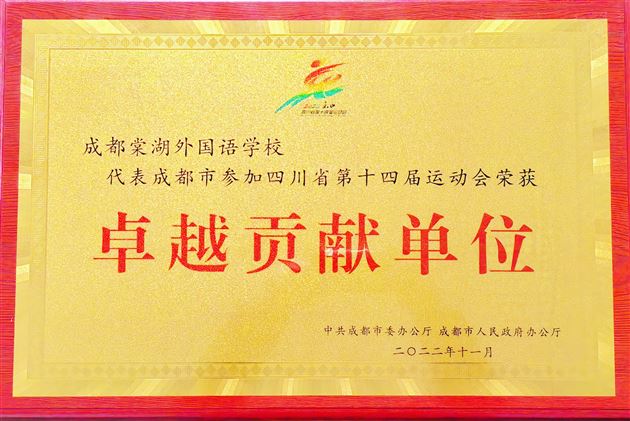 成都棠湖外国语学校
代表成都市参加四川省第十四届运动会荣获
卓越贡献单位
中共成都市委办公厅 成都市人民政府办公厅
二〇二二年十一月